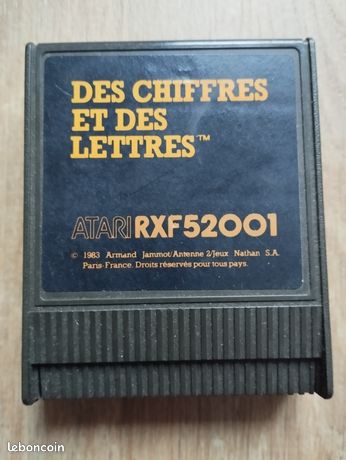 DES CHIFFRES
ET DES
LETTRES™
ATARI RXF52001
© 1983 Armand Jammot/Antenne 2/Jeux Nathan S.A.
Paris-France. Droits réservés pour tous pays.
leboncoin